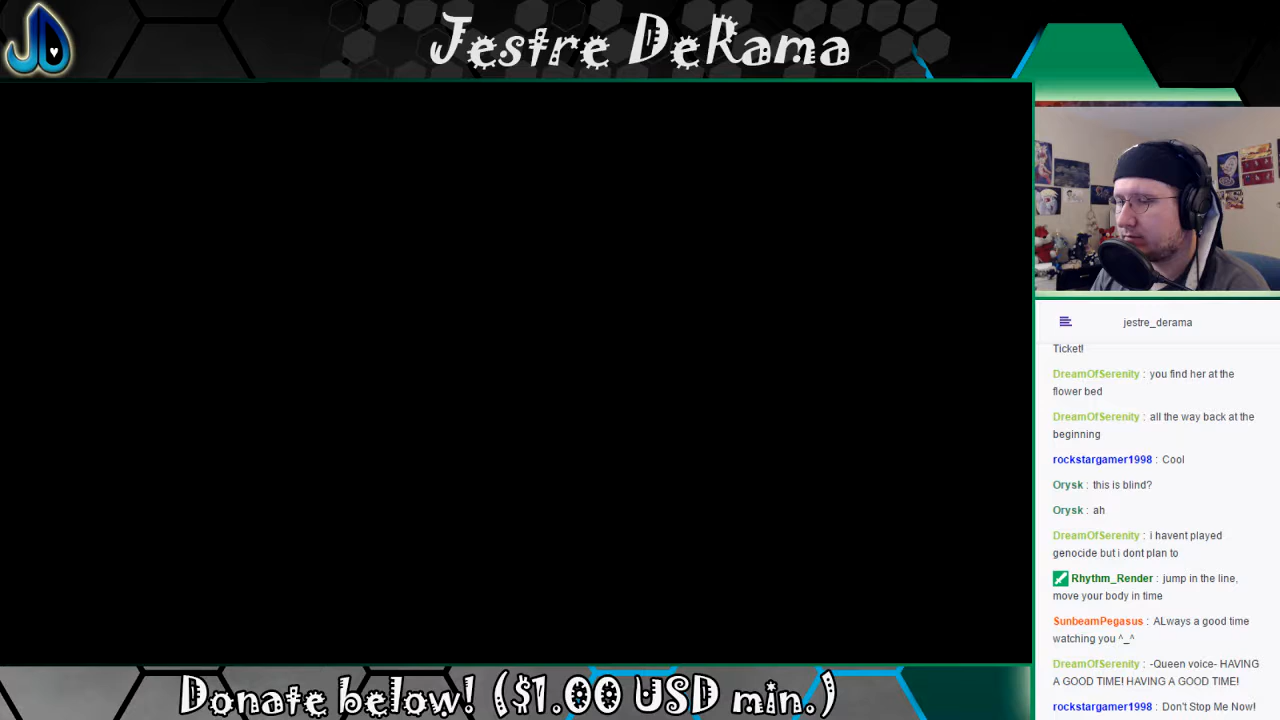 JD
Jestre DeRama
jestre_derama
Ticket!
DreamOfSerenity : you find her at the
flower bed
DreamOfSerenity : all the way back at the
beginning
rockstargamer1998 : Cool
Orysk : this is blind?
Orysk : ah
DreamOfSerenity : i havent played
genocide but i dont plan to
Rhythm_Render : jump in the line,
move your body in time
SunbeamPegasus : ALways a good time
watching you ^_^
DreamOfSerenity : -Queen voice- HAVING
A GOOD TIME! HAVING A GOOD TIME!
rockstargamer1998 : Don't Stop Me Now!
Donate below! ($1.00 USD min.)